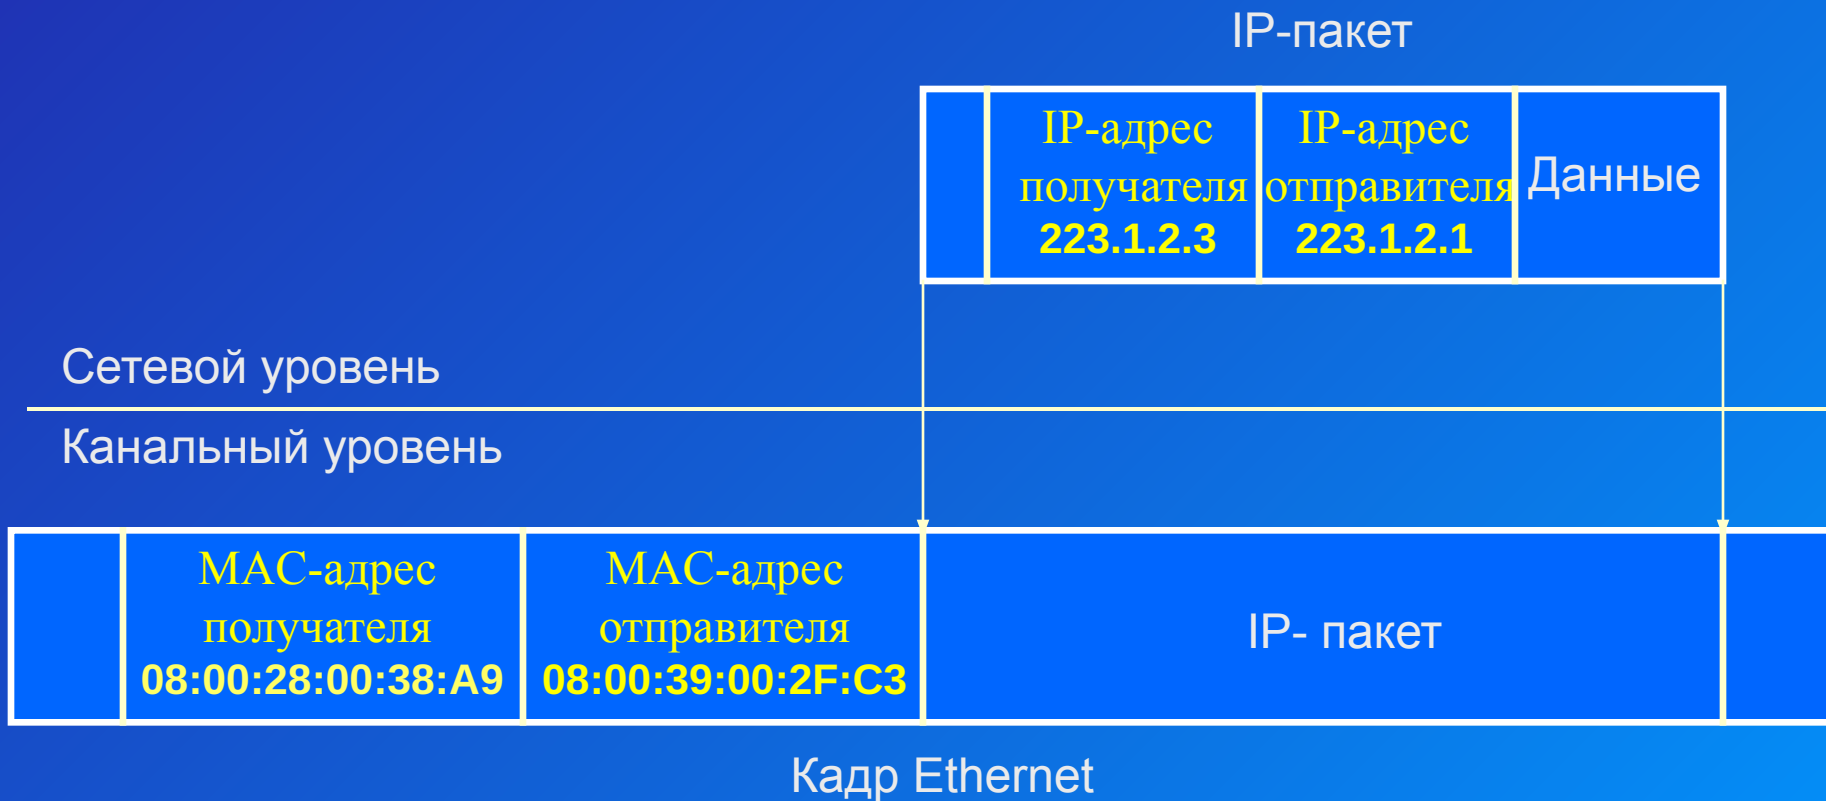 IP-пакет
IP-адрес
получателя
223.1.2.3
IP-адрес
отправителя
223.1.2.1
Данные
Сетевой уровень
Канальный уровень
MAC-адрес
получателя
08:00:28:00:38:A9
MAC-адрес
отправителя
08:00:39:00:2F:C3
IP- пакет
Кадр Ethernet